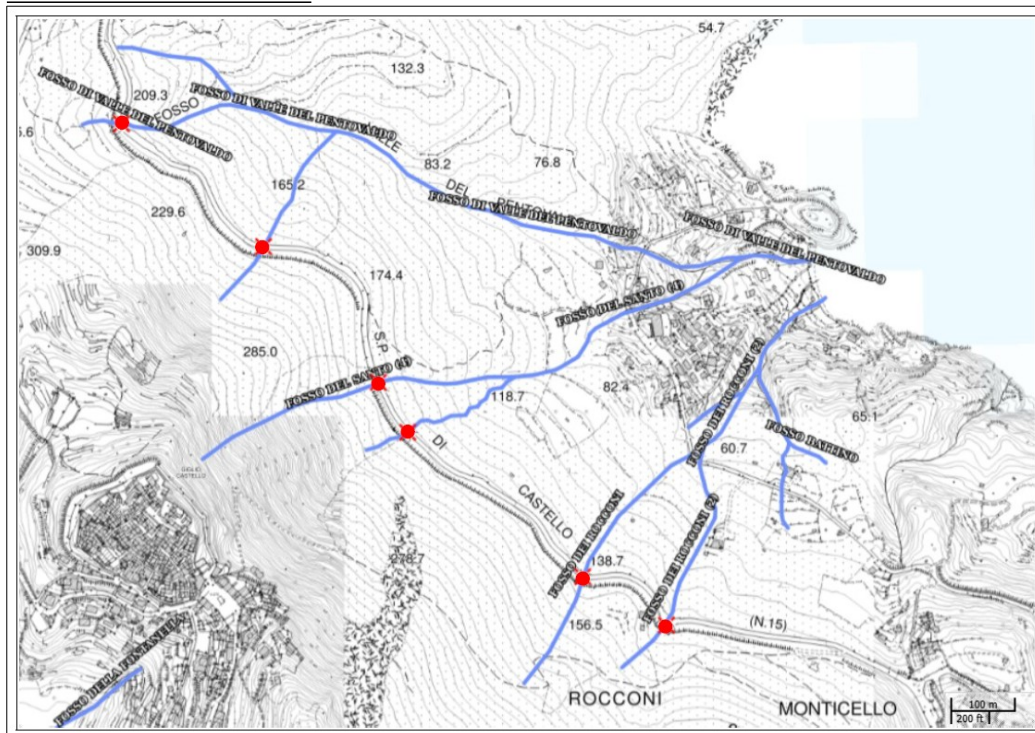 54.7
132.3
209.3
FOSSO DI VALLE DEL PENTOVALDO
FOSSO
FOSSO DI VALLE DEL PENTOVALDO
VALLE
83.2
76.8
165.2
DEL
FOSSO DI VALLE DEL PENTOVALDO
229.6
FOSSO DI VALLE DEL PENTOVALDO
309.9
174.4
FOSSO DEL SANTO (4)
S.P.
285.0
FOSSO DEL SANTO (4)
118.7
82.4
FOSSO DEI ROCCONI (2)
65.1
FOSSO BATTINO
60.7
DI
GIGLIO
CASTELLO
CASTELLO
FOSSO DEI ROCCONI
138.7
FOSSO DEI ROCCONI (2)
156.5
(N.15)
FOSSO DELLA FONTANELLA
ROCCONI
MONTICELLO
100 m
200 ft